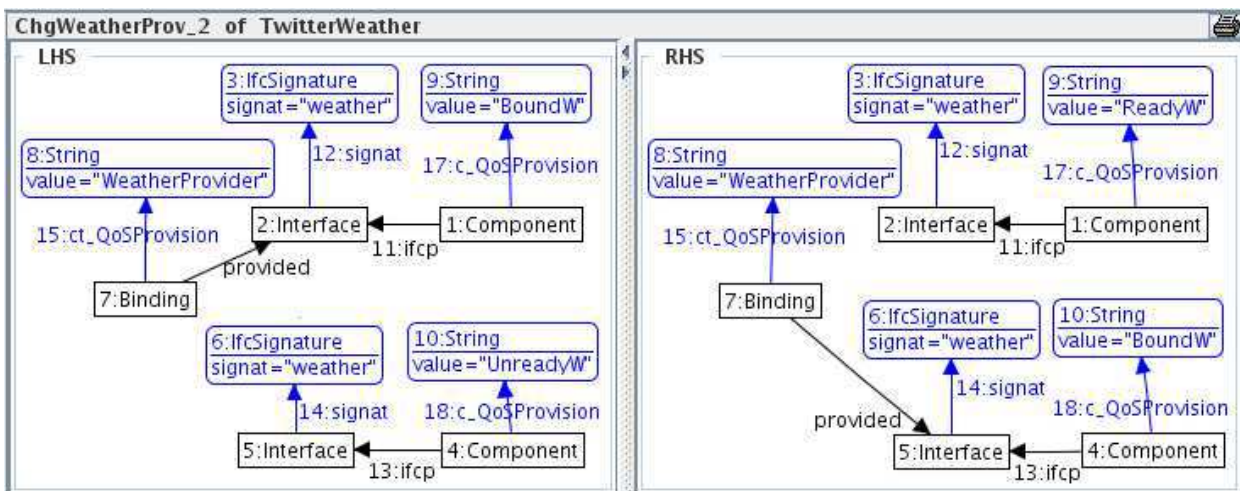 ChgWeatherProv_2 of TwitterWeather
LHS
3:IfcSignature
signat="weather"
9:String
value="BoundW"
8:String
value="WeatherProvider"
12:signat
17:c_QoSProvision
2:Interface
1:Component
15:ct_QoSProvision
11:ifcp
provided
7:Binding
6:IfcSignature
signat="weather"
10:String
value="UnreadyW"
14:signat
18:c_QoSProvision
5:Interface
4:Component
13:ifcp
RHS
3:IfcSignature
signat="weather"
9:String
value="ReadyW"
8:String
value="WeatherProvider"
12:signat
17:c_QoSProvision
2:Interface
1:Component
15:ct_QoSProvision
11:ifcp
7:Binding
6:IfcSignature
signat="weather"
10:String
value="BoundW"
14:signat
18:c_QoSProvision
provided
5:Interface
4:Component
13:ifcp